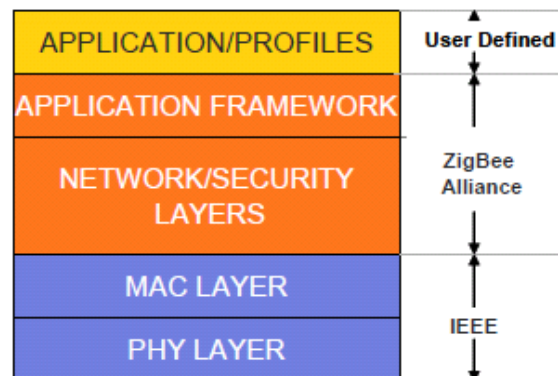 APPLICATION/PROFILES
User Defined
APPLICATION FRAMEWORK
NETWORK/SECURITY
LAYERS
ZigBee
Alliance
MAC LAYER
PHY LAYER
IEEE